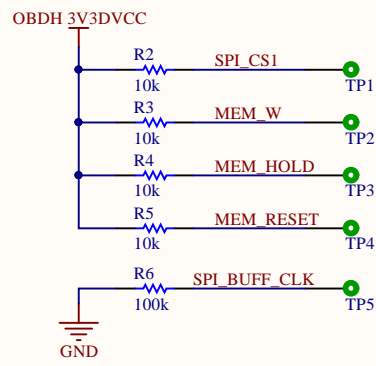 OBDH 3V3DVCC
R2
SPI_CS1
10k
TP1
R3
MEM_W
10k
TP2
R4
MEM_HOLD
10k
TP3
R5
MEM_RESET
10k
TP4
R6
SPI_BUFF_CLK
100k
TP5
GND